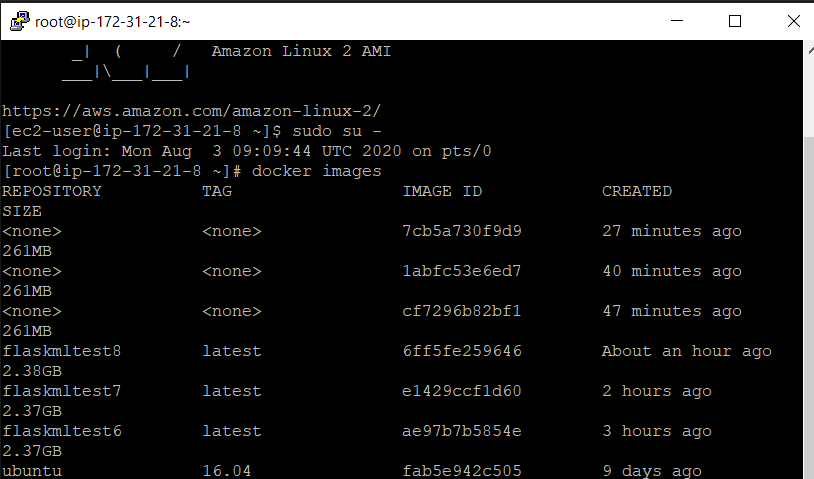 root@ip-172-31-21-8:~
_|  (     /   Amazon Linux 2 AMI
___|\___|___|
https://aws.amazon.com/amazon-linux-2/
[ec2-user@ip-172-31-21-8 ~]$ sudo su -
Last login: Mon Aug  3 09:09:44 UTC 2020 on pts/0
[root@ip-172-31-21-8 ~]# docker images
REPOSITORY          TAG                 IMAGE ID            CREATED
SIZE
<none>              <none>              7cb5a730f9d9        27 minutes ago
261MB
<none>              <none>              1abfc53e6ed7        40 minutes ago
261MB
<none>              <none>              cf7296b82bf1        47 minutes ago
261MB
flaskmltest8        latest              6ff5fe259646        About an hour ago
2.38GB
flaskmltest7        latest              e1429ccf1d60        2 hours ago
2.37GB
flaskmltest6        latest              ae97b7b5854e        3 hours ago
2.37GB
ubuntu              16.04               fab5e942c505        9 days ago